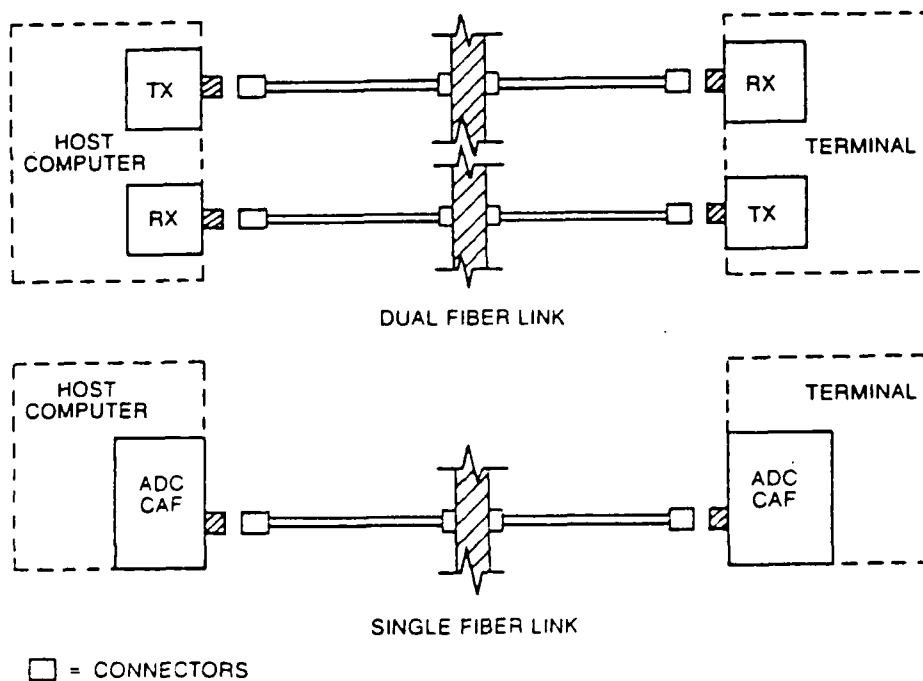 TX
RX
HOST
COMPUTER
TERMINAL
RX
TX
DUAL FIBER LINK
HOST
COMPUTER
TERMINAL
ADC
CAF
ADC
CAF
SINGLE FIBER LINK
= CONNECTORS